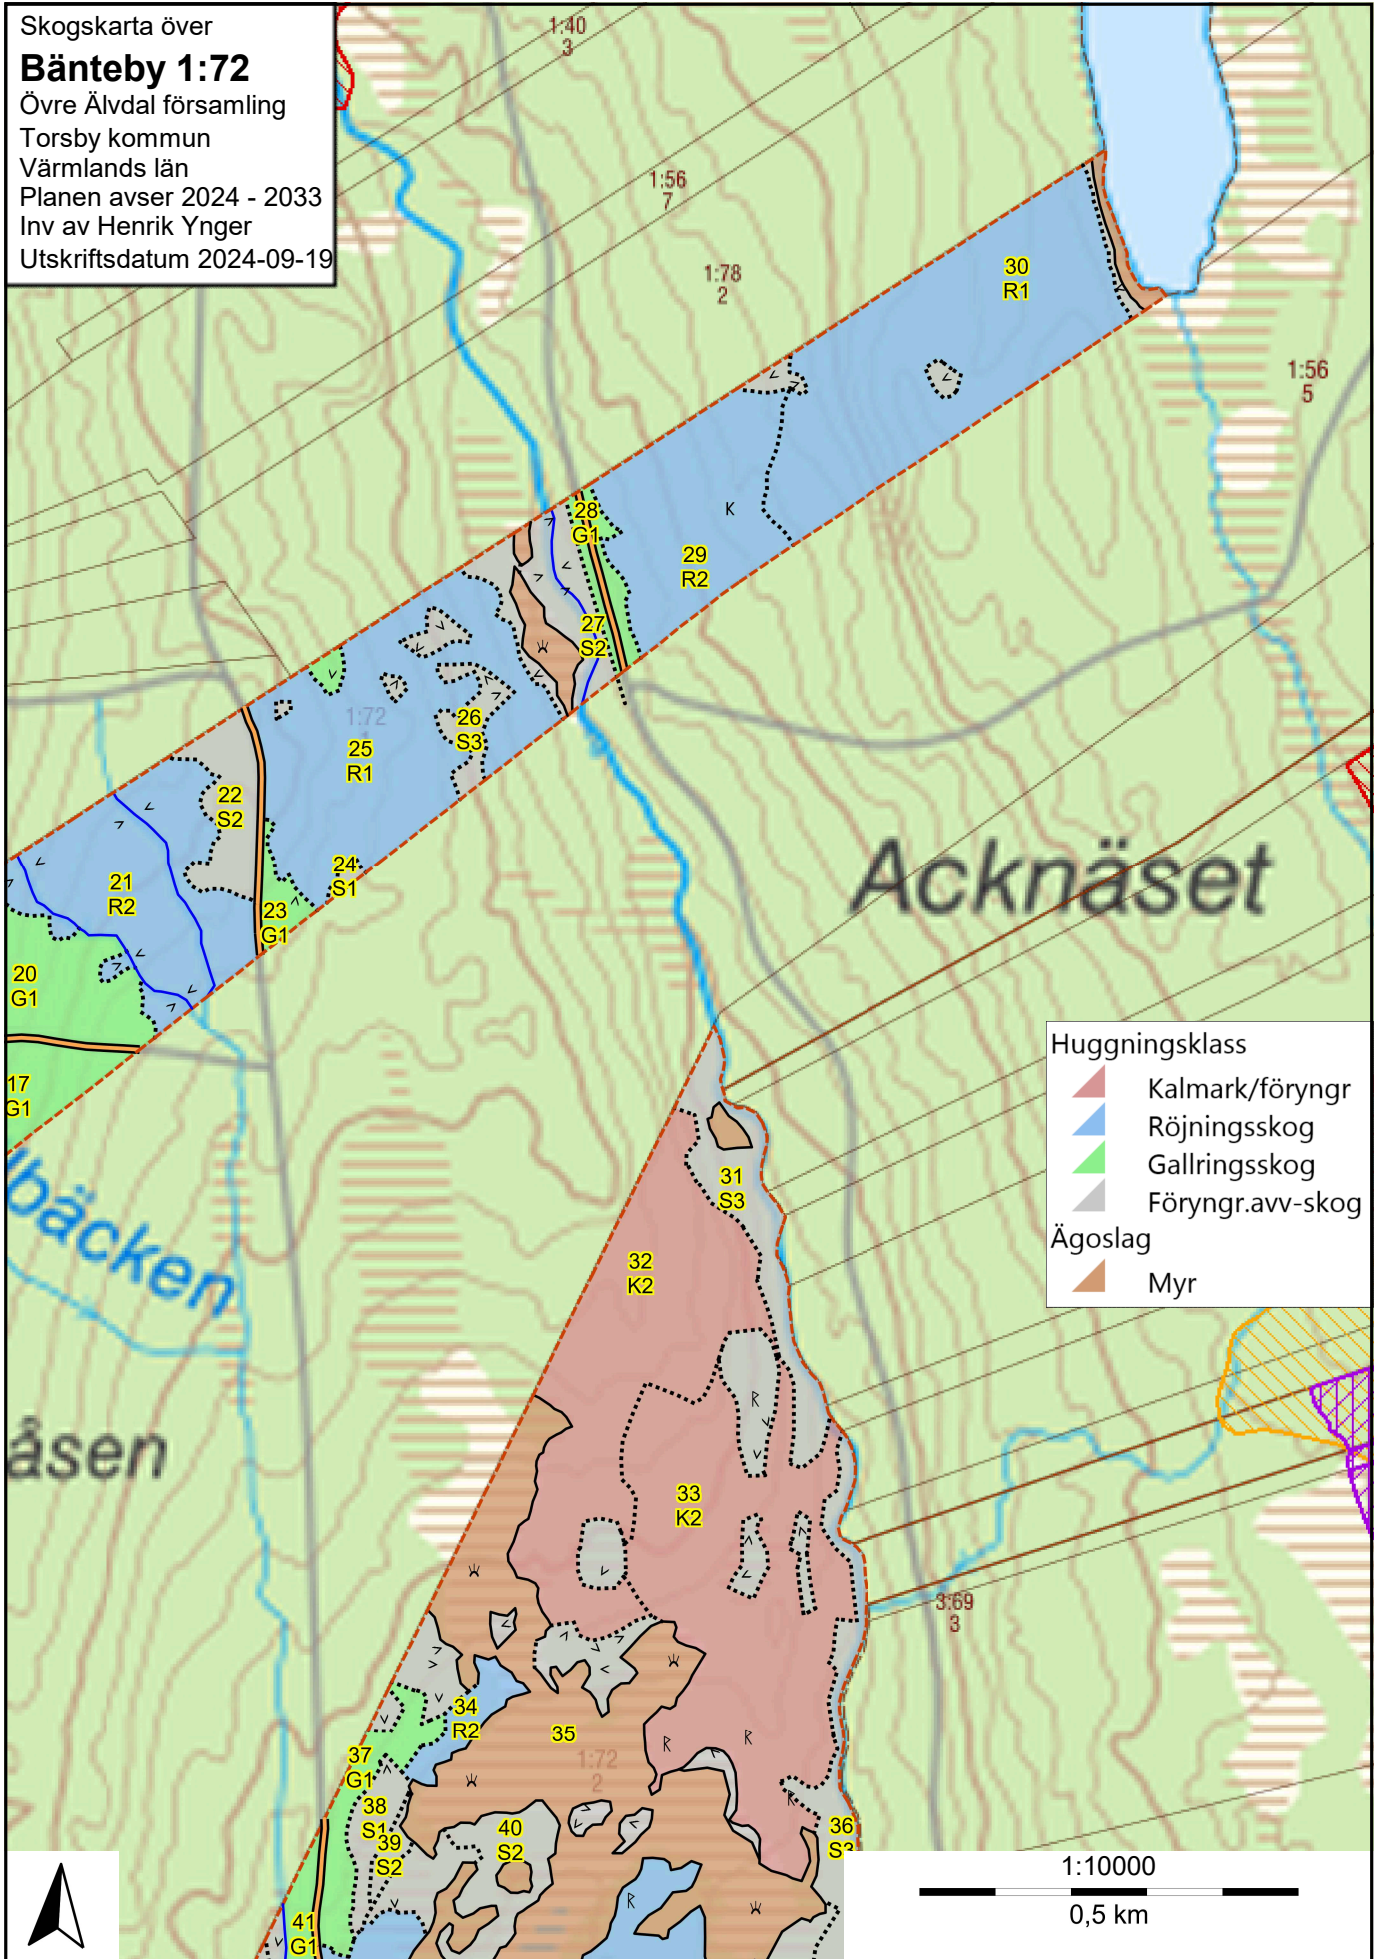 Skogskarta över
Bänteby 1:72
Övre Älvdal församling
Torsby kommun
Värmlands län
Planen avser 2024 - 2033
Inv av Henrik Ynger
Utskriftsdatum 2024-09-19
1:40
3
1:56
7
1:78
2
30
R1
1:56
5
K
28
G1
29
R2
27
S2
1:72
26
S3
25
R1
22
S2
24
S1
21
R2
23
G1
20
G1
17
G1
Acknäset
Huggningsklass
Kalmark/föryngr
Röjningsskog
Gallringsskog
Föryngr.avv-skog
Ägoslag
Myr
lbäcken
31
S3
32
K2
R
åsen
33
K2
3:69
3
34
R2
35
1:72
2
R
R
37
G1
38
S1
39
S2
40
S2
R
36
S3
R
41
G1
1:10000
0,5 km